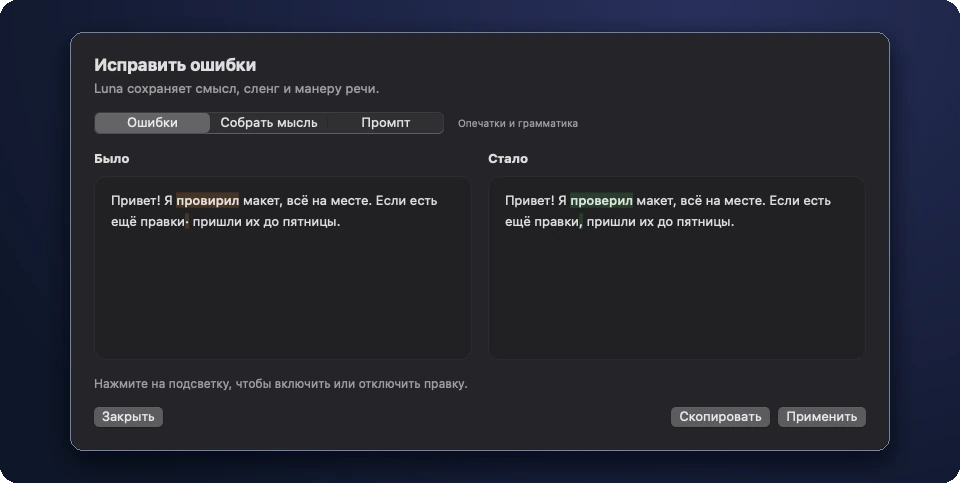 Исправить ошибки
Luna сохраняет смысл, сленг и манеру речи.
Ошибки Собрать мысль Промпт Опечатки и грамматика
Было
Привет! Я провирил макет, всё на месте. Если есть
ещё правки· пришли их до пятницы.
Стало
Привет! Я проверил макет, всё на месте. Если есть
ещё правки, пришли их до пятницы.
Нажмите на подсветку, чтобы включить или отключить правку.
Закрыть Скопировать Применить